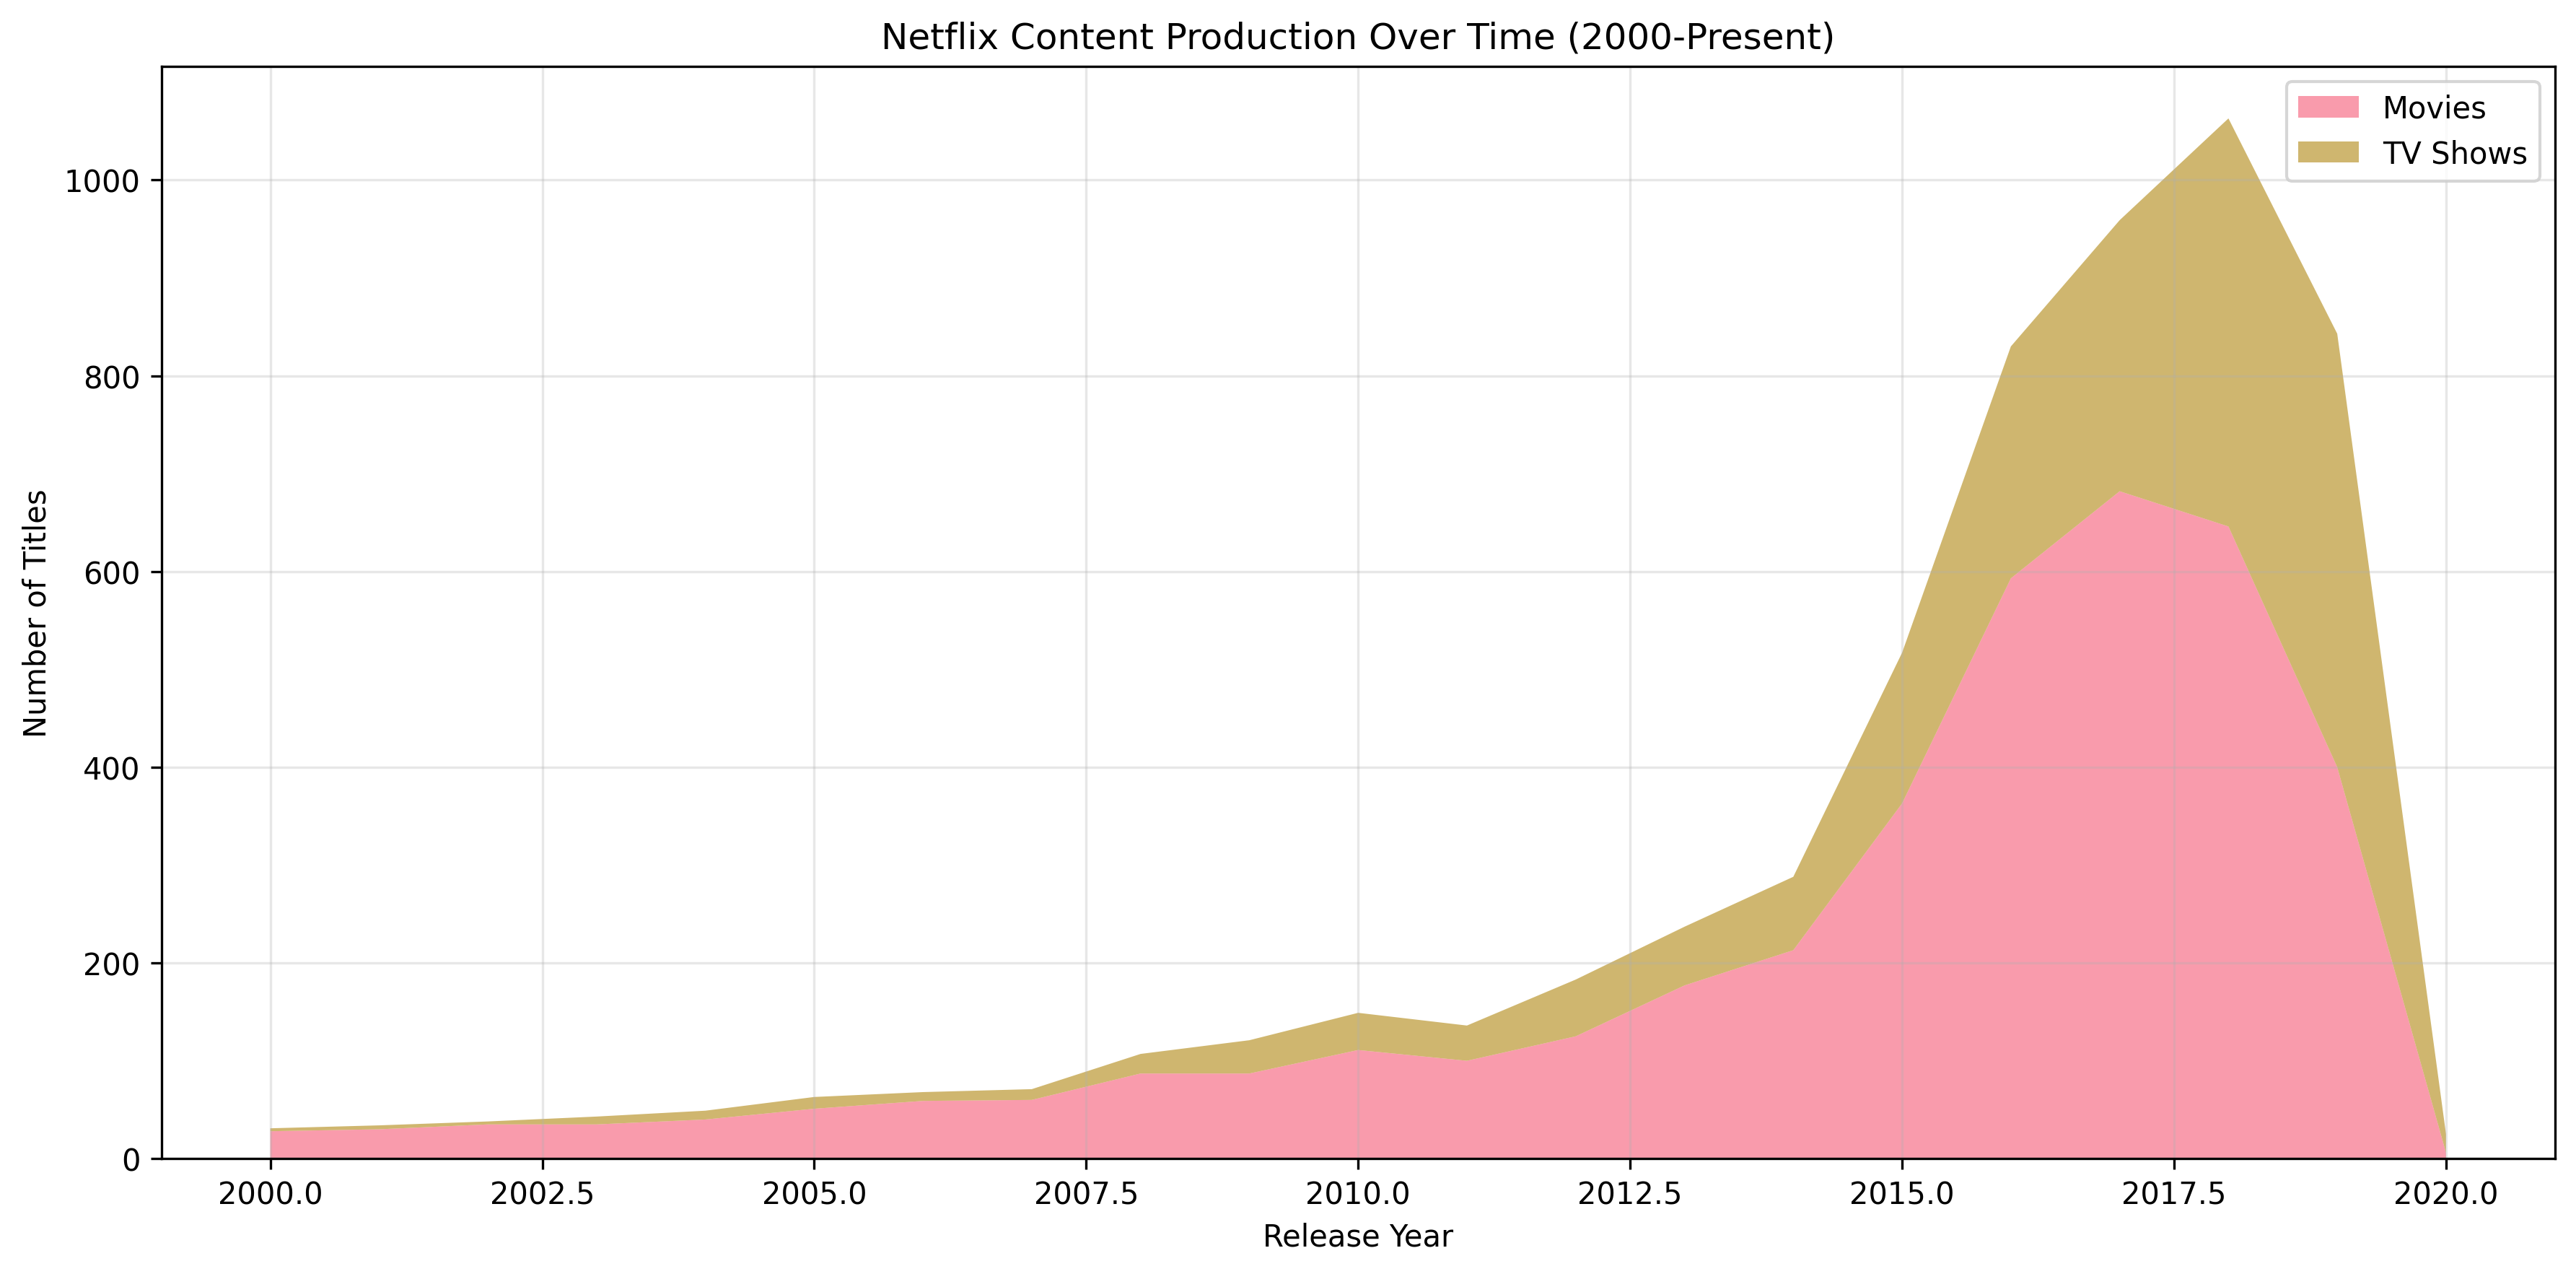 Netflix Content Production Over Time (2000-Present)
Movies
TV Shows
Number of Titles
1000
800
600
400
200
0
2000.0 2002.5 2005.0 2007.5 2010.0 2012.5 2015.0 2017.5 2020.0
Release Year